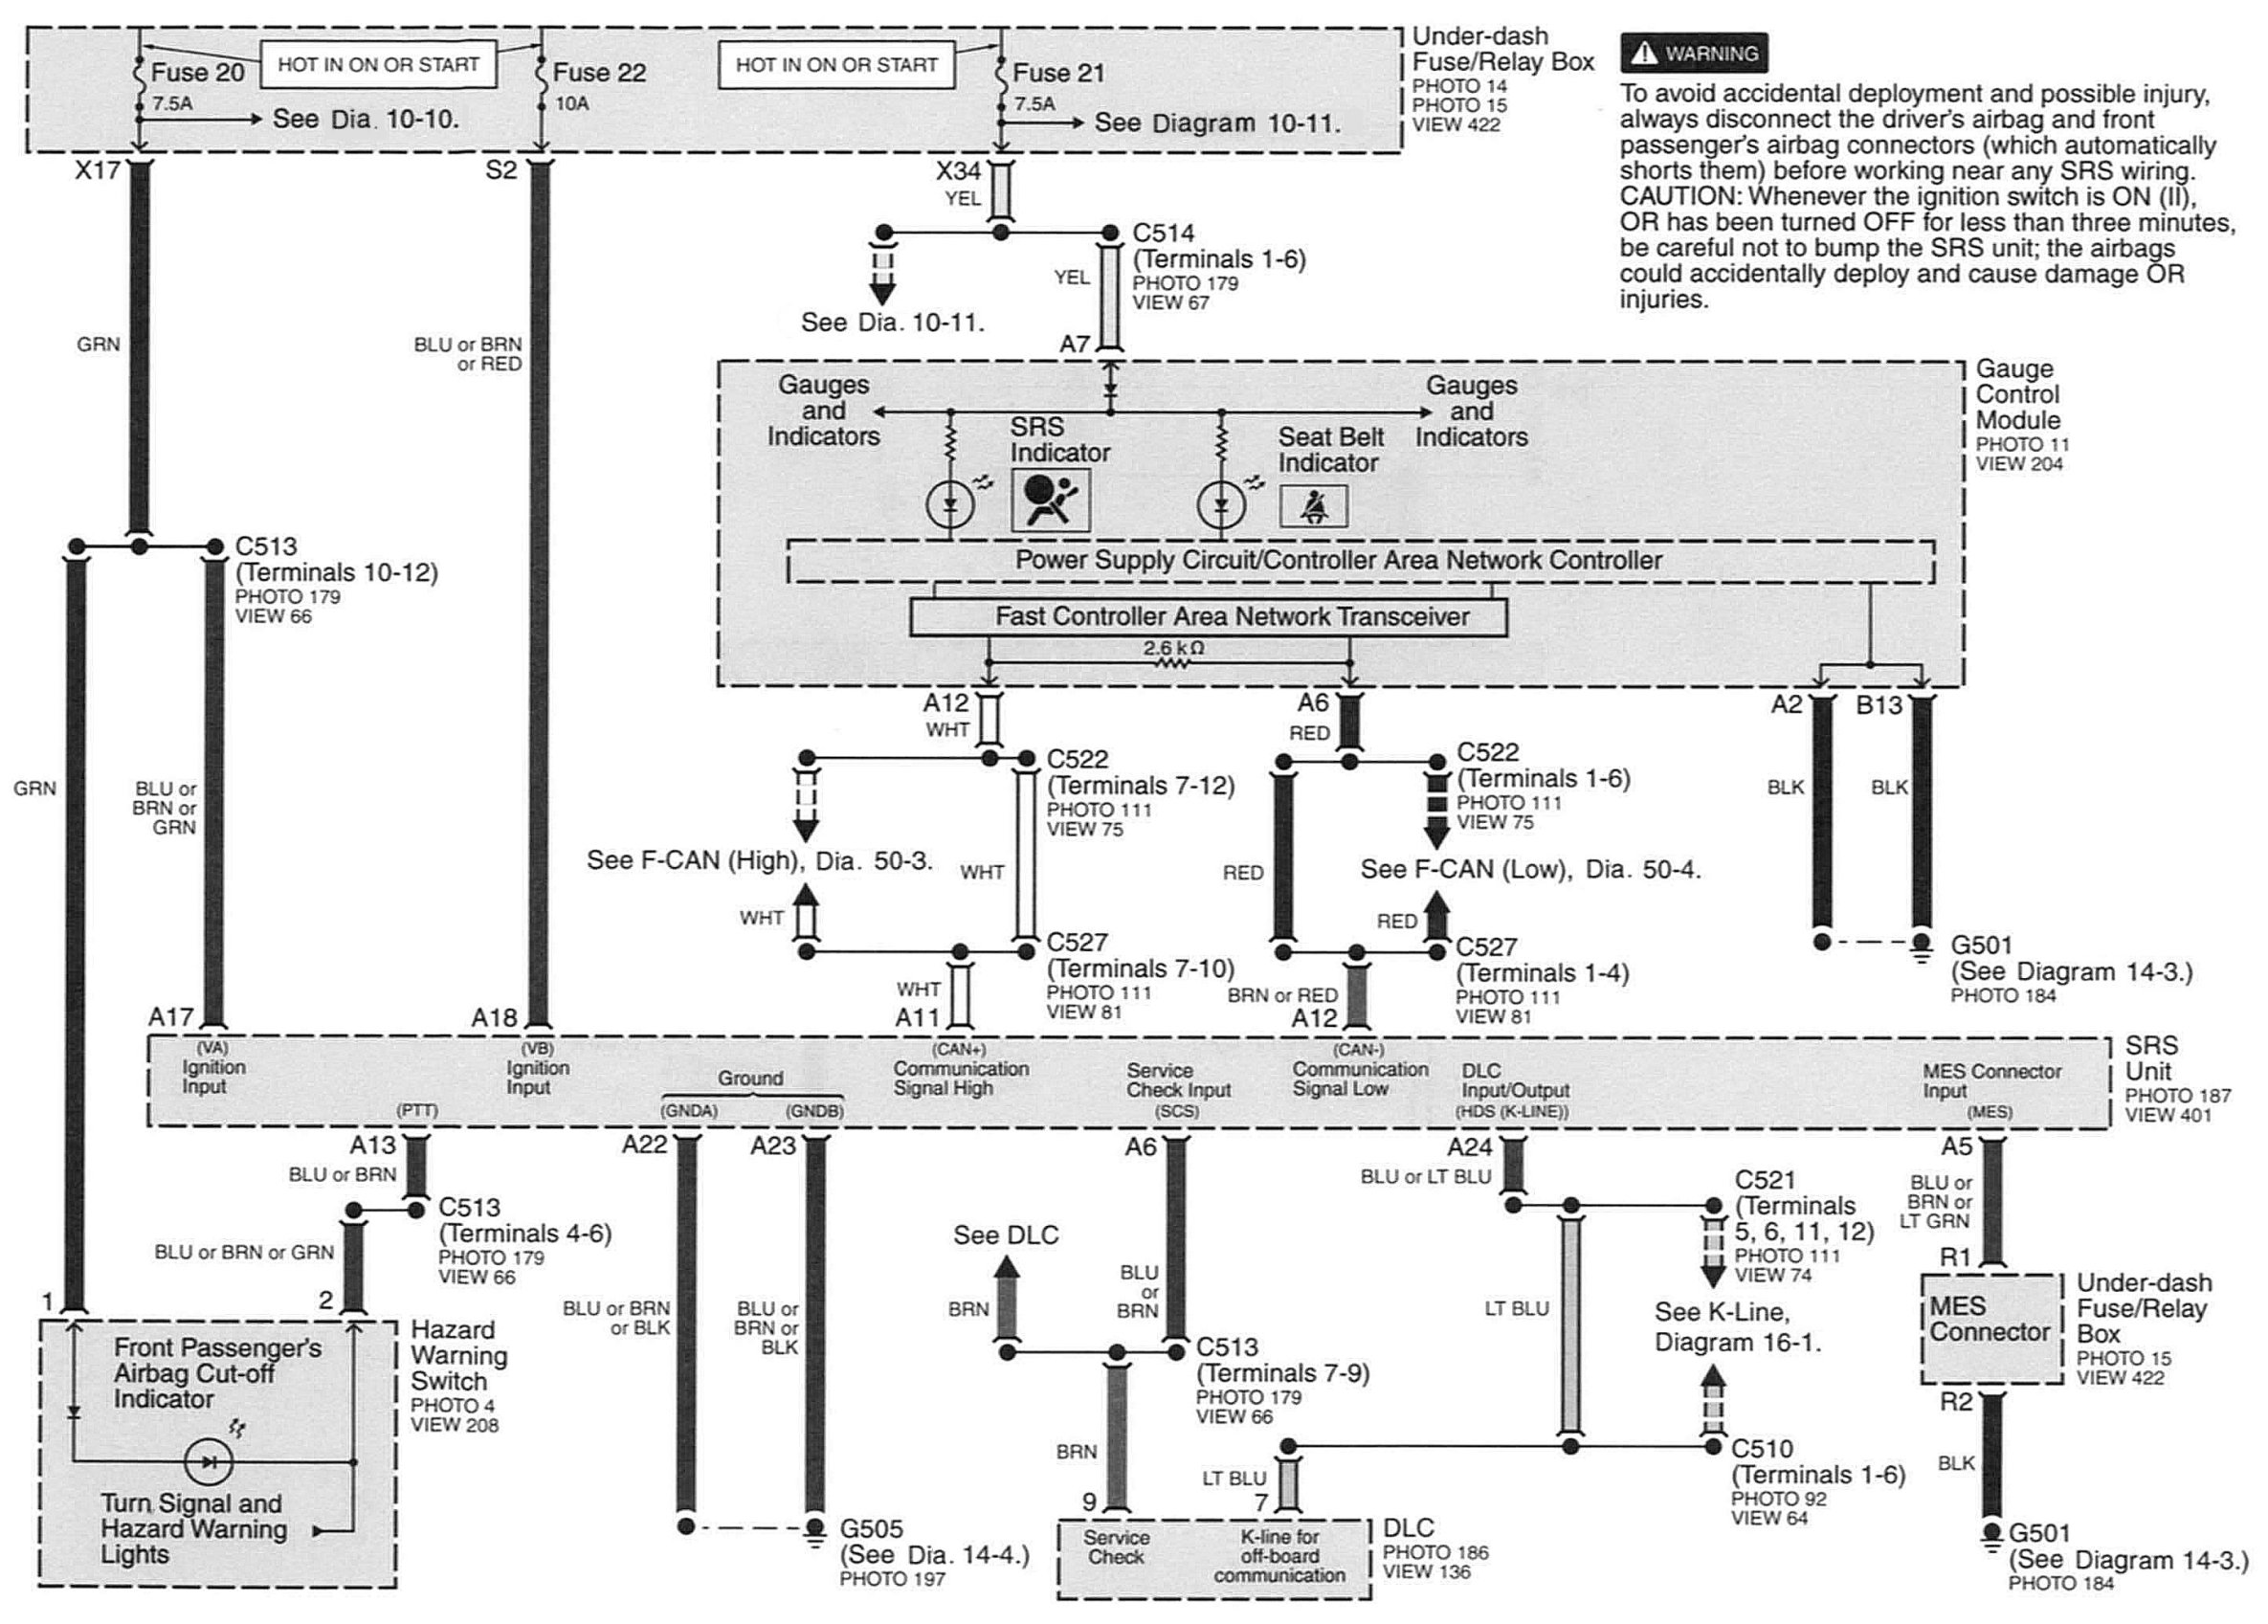 Under-dash
Fuse/Relay Box
PHOTO 14
PHOTO 15
VIEW 422
HOT IN ON OR START
HOT IN ON OR START
Fuse 20
7.5A
See Dia. 10-10.
Fuse 22
10A
Fuse 21
7.5A
See Diagram 10-11.
WARNING
To avoid accidental deployment and possible injury,
always disconnect the driver's airbag and front
passenger's airbag connectors (which automatically
shorts them) before working near any SRS wiring.
CAUTION: Whenever the ignition switch is ON (II),
OR has been turned OFF for less than three minutes,
be careful not to bump the SRS unit; the airbags
could accidentally deploy and cause damage OR
injuries.
X17
S2
X34
YEL
C514
(Terminals 1-6)
PHOTO 179
VIEW 67
YEL
See Dia. 10-11.
A7
GRN
BLU or BRN
or RED
Gauge
Control
Module
PHOTO 11
VIEW 204
Gauges
and
Indicators
SRS
Indicator
Seat Belt
Indicator
Gauges
and
Indicators
Power Supply Circuit/Controller Area Network Controller
Fast Controller Area Network Transceiver
2.6 kΩ
C513
(Terminals 10-12)
PHOTO 179
VIEW 66
A12
WHT
A6
RED
A2
B13
C522
(Terminals 7-12)
PHOTO 111
VIEW 75
C522
(Terminals 1-6)
PHOTO 111
VIEW 75
GRN
BLU or
BRN or
GRN
BLK
BLK
See F-CAN (High), Dia. 50-3.
WHT
RED
See F-CAN (Low), Dia. 50-4.
WHT
RED
C527
(Terminals 7-10)
PHOTO 111
VIEW 81
C527
(Terminals 1-4)
PHOTO 111
VIEW 81
G501
(See Diagram 14-3.)
PHOTO 184
WHT
BRN or RED
A17
A18
A11
A12
SRS
Unit
PHOTO 187
VIEW 401
(VA)
Ignition
Input
(VB)
Ignition
Input
(CAN+)
Communication
Signal High
(CAN-)
Communication
Signal Low
(PTT)
Ground
(GNDA)
(GNDB)
Service
Check Input
(SCS)
DLC
Input/Output
(HDS (K-LINE))
MES Connector
Input
(MES)
A13
BLU or BRN
A22
A23
A6
A24
BLU or LT BLU
A5
C513
(Terminals 4-6)
PHOTO 179
VIEW 66
BLU or BRN or GRN
C521
(Terminals
5, 6, 11, 12)
PHOTO 111
VIEW 74
BLU or
BRN or
LT GRN
See DLC
BRN
BLU
or
BRN
R1
1
2
BLU or BRN
or BLK
BLU or
BRN or
BLK
LT BLU
See K-Line,
Diagram 16-1.
MES
Connector
Under-dash
Fuse/Relay
Box
PHOTO 15
VIEW 422
Front Passenger's
Airbag Cut-off
Indicator
Hazard
Warning
Switch
PHOTO 4
VIEW 208
C513
(Terminals 7-9)
PHOTO 179
VIEW 66
R2
BRN
C510
(Terminals 1-6)
PHOTO 92
VIEW 64
LT BLU
BLK
Turn Signal and
Hazard Warning
Lights
9
7
G505
(See Dia. 14-4.)
PHOTO 197
Service
Check
K-line for
off-board
communication
DLC
PHOTO 186
VIEW 136
G501
(See Diagram 14-3.)
PHOTO 184